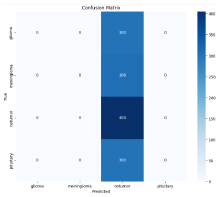 Confusion Matrix
glioma 0 0 300 0
meningioma 0 0 306 0
notumor 0 0 405 0
pituitary 0 0 300 0
glioma meningioma notumor pituitary
Predicted
True
400
350
300
250
200
150
100
50
0